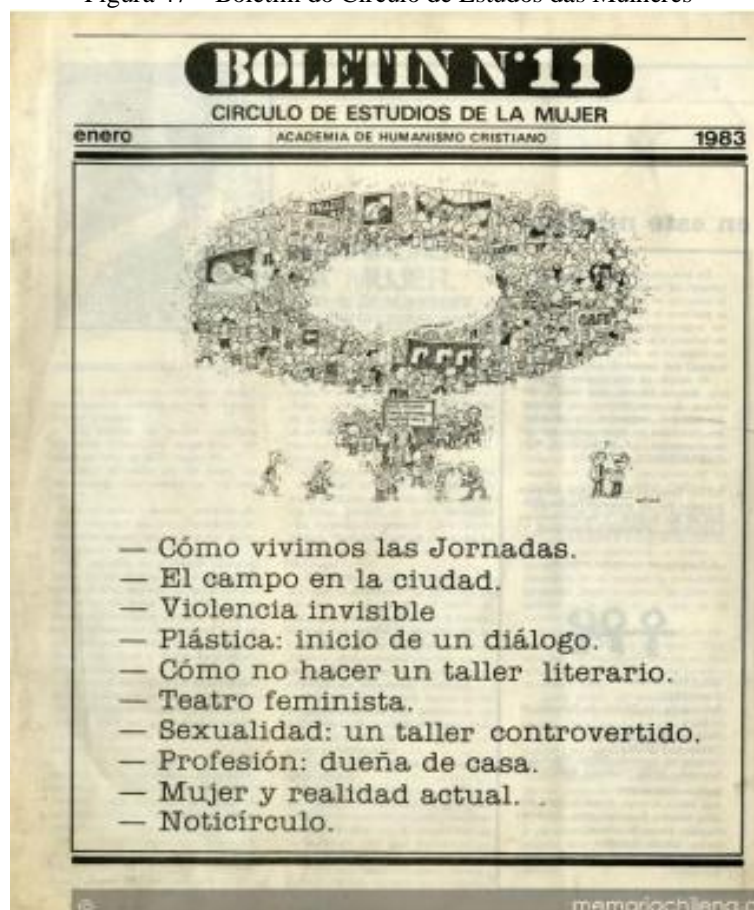 Figura 47 – Boletim do Círculo de Estudos das Mulheres
BOLETIN N·11
CIRCULO DE ESTUDIOS DE LA MUJER
enero ACADEMIA DE HUMANISMO CRISTIANO 1983
en este
CAFE
— Cómo vivimos las Jornadas.
— El campo en la ciudad.
— Violencia invisible
— Plástica: inicio de un diálogo.
— Cómo no hacer un taller literario.
— Teatro feminista.
— Sexualidad: un taller controvertido.
— Profesión: dueña de casa.
— Mujer y realidad actual.
— Noticírculo.
memoriachilena.